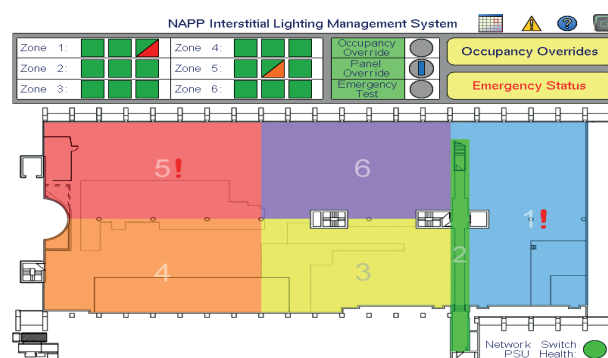 NAPP Interstitial Lighting Management System
Zone 1:
Zone 4:
Occupancy Override
Occupancy Overrides
Zone 2:
Zone 5:
Panel Override
Zone 3:
Zone 6:
Emergency Test
Emergency Status
5!
6
1!
2
4
3
Network Switch
PSU Health: